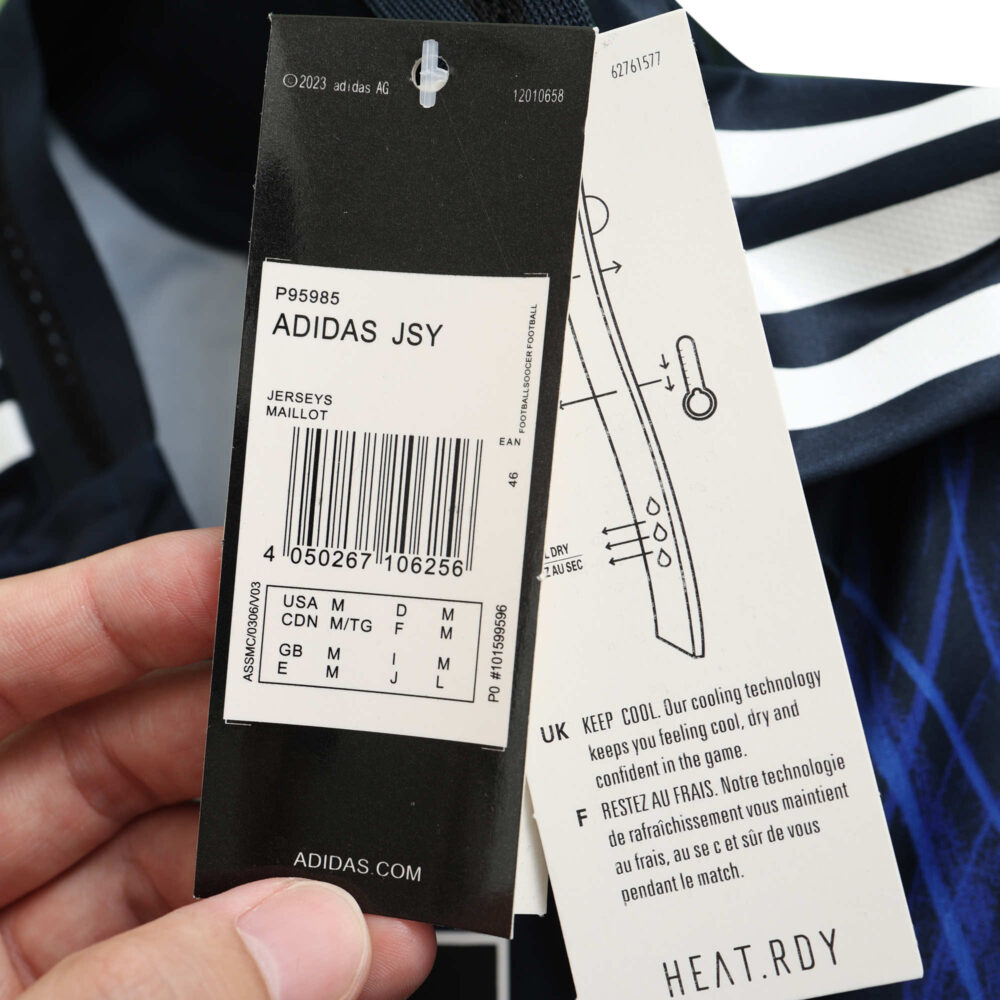 ©2023 adidas AG
12010658
P95985
ADIDAS JSY
JERSEYS
MAILLOT
FOOTBALLSOCCER FOOTBALL
EAN
46
4 050267 106256
ASSMC/0306/V03
USA M D M
CDN M/TG F M
GB M I M
E M J L
PO #101599596
ADIDAS.COM
62761577
DRY
AU SEC
UK KEEP COOL. Our cooling technology
keeps you feeling cool, dry and
confident in the game.
F RESTEZ AU FRAIS. Notre technologie
de rafraîchissement vous maintient
au frais, au se c et sûr de vous
pendant le match.
HEAT.RDY